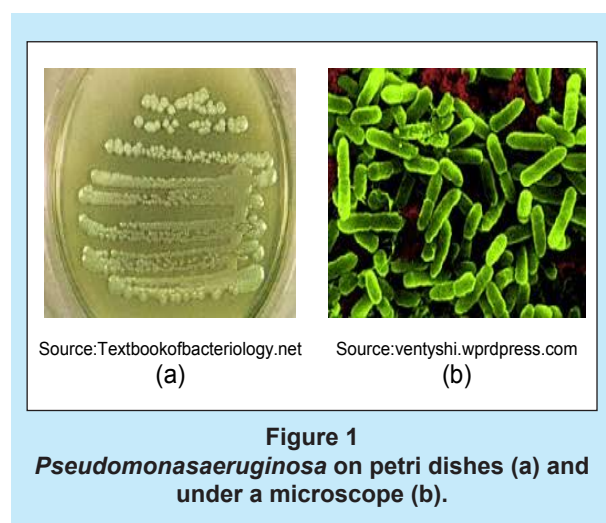 Source:Textbookofbacteriology.net
(a)
Source:ventyshi.wprdpress.com
(b)
Figure 1
Pseudomonasaeruginosa on petri dishes (a) and
under a microscope (b).